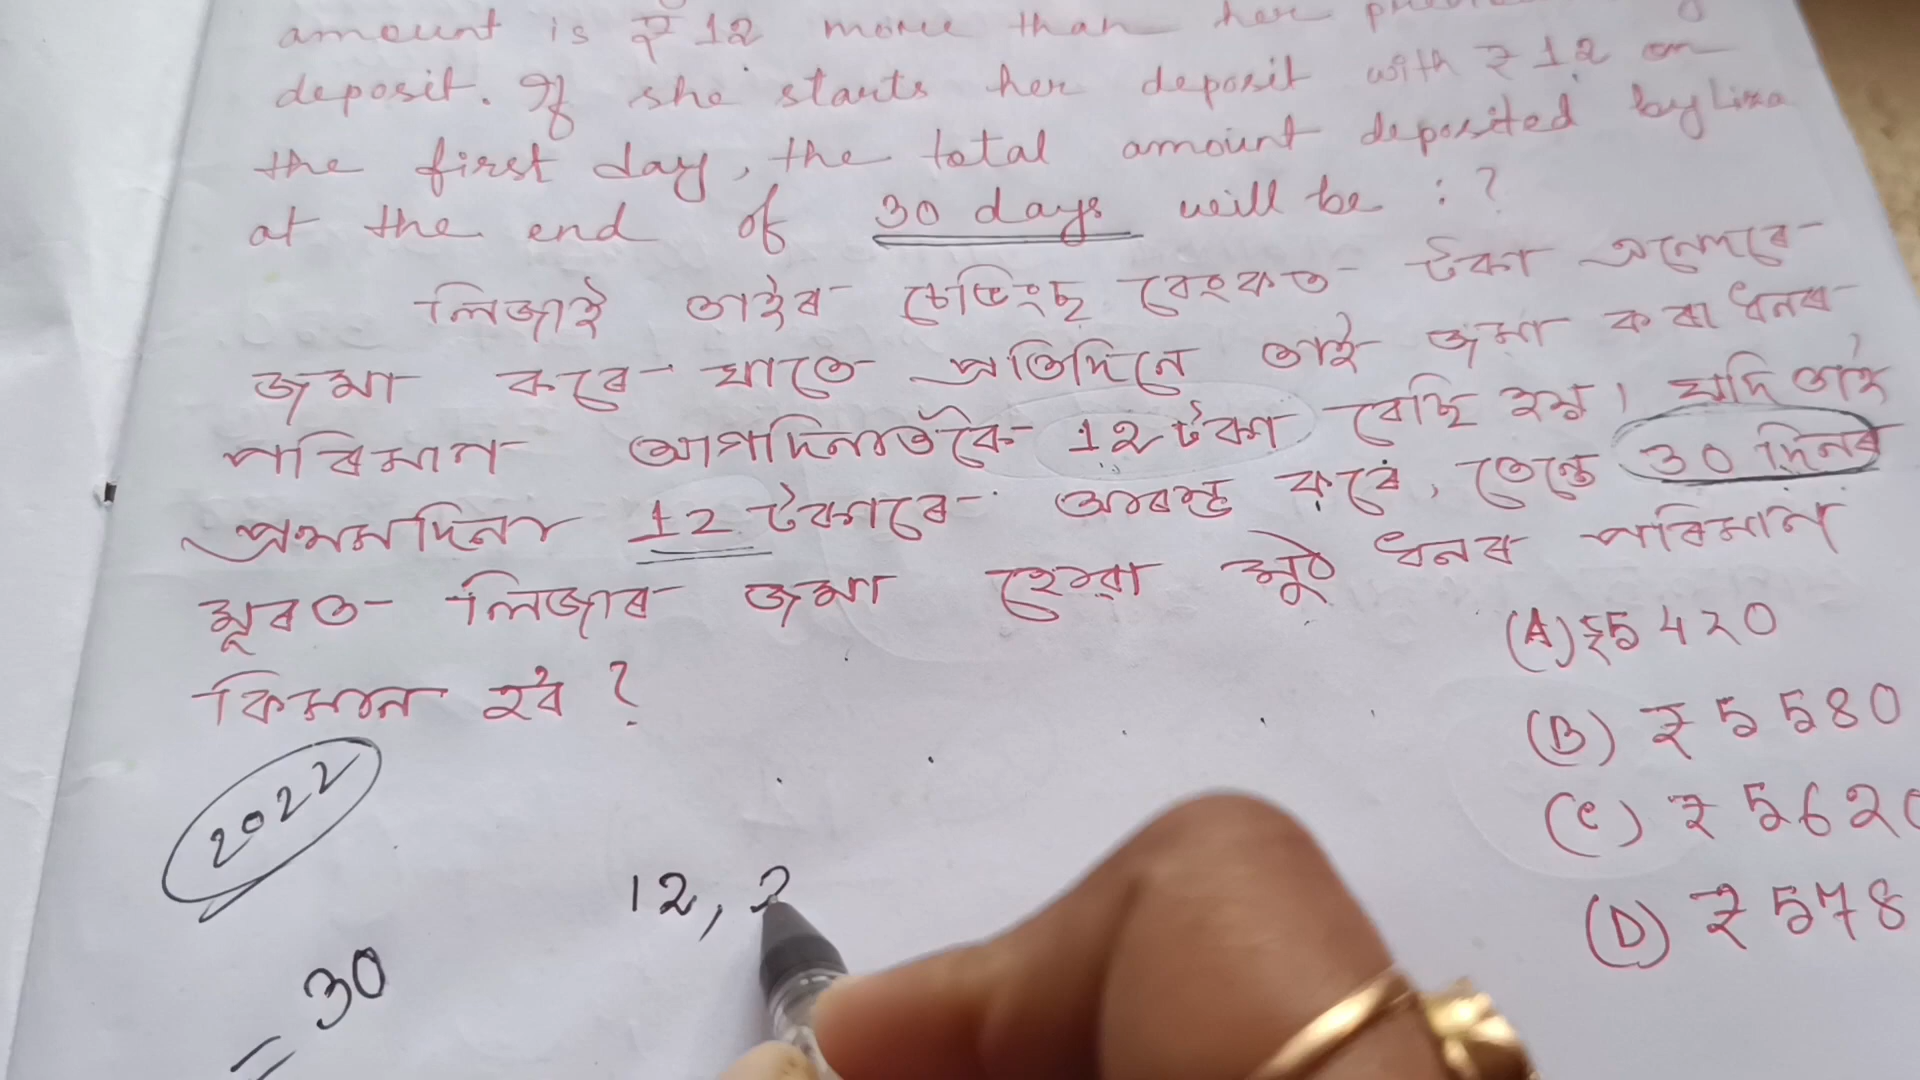 amount is ₹ 12 more than her
deposit. If she starts her deposit with ₹ 12 on
the first day, the total amount deposited by Liza
at the end of 30 days will be : ?
লিজাই তাইৰ চেভিংছ বেংকত টকা এনেদৰে
জমা কৰে যাতে প্ৰতিদিনে তাই জমা কৰা ধনৰ
পৰিমাণ আগদিনাতকৈ 12 টকা বেছি হয়। যদি তাই
প্ৰথমদিনা 12 টকাৰে আৰম্ভ কৰে, তেন্তে 30 দিনৰ
মূৰত লিজাৰ জমা হোৱা মুঠ ধনৰ পৰিমাণ
কিমান হ'ব ?
(A) ₹5420
(B) ₹ 5580
(C) ₹ 562
(D) ₹ 578
2022
12, 2
= 30